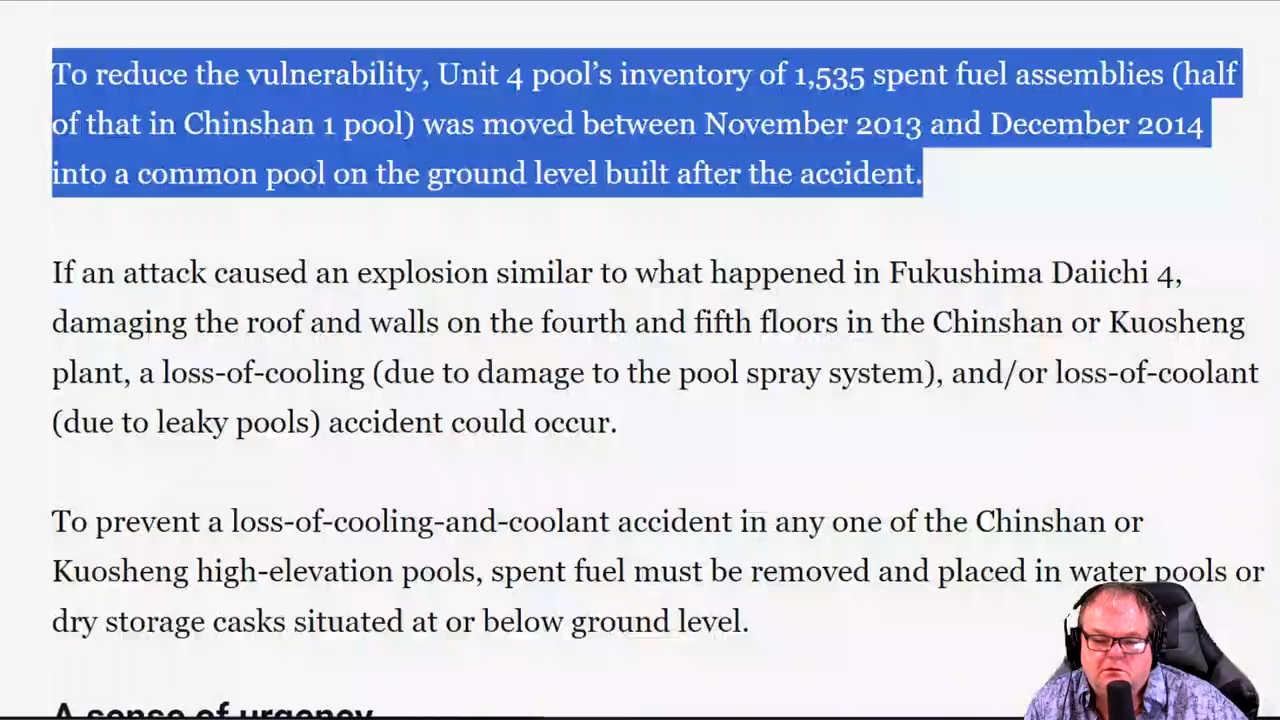 To reduce the vulnerability, Unit 4 pool’s inventory of 1,535 spent fuel assemblies (half
of that in Chinshan 1 pool) was moved between November 2013 and December 2014
into a common pool on the ground level built after the accident.
If an attack caused an explosion similar to what happened in Fukushima Daiichi 4,
damaging the roof and walls on the fourth and fifth floors in the Chinshan or Kuosheng
plant, a loss-of-cooling (due to damage to the pool spray system), and/or loss-of-coolant
(due to leaky pools) accident could occur.
To prevent a loss-of-cooling-and-coolant accident in any one of the Chinshan or
Kuosheng high-elevation pools, spent fuel must be removed and placed in water pools or
dry storage casks situated at or below ground level.
A sense of urgency